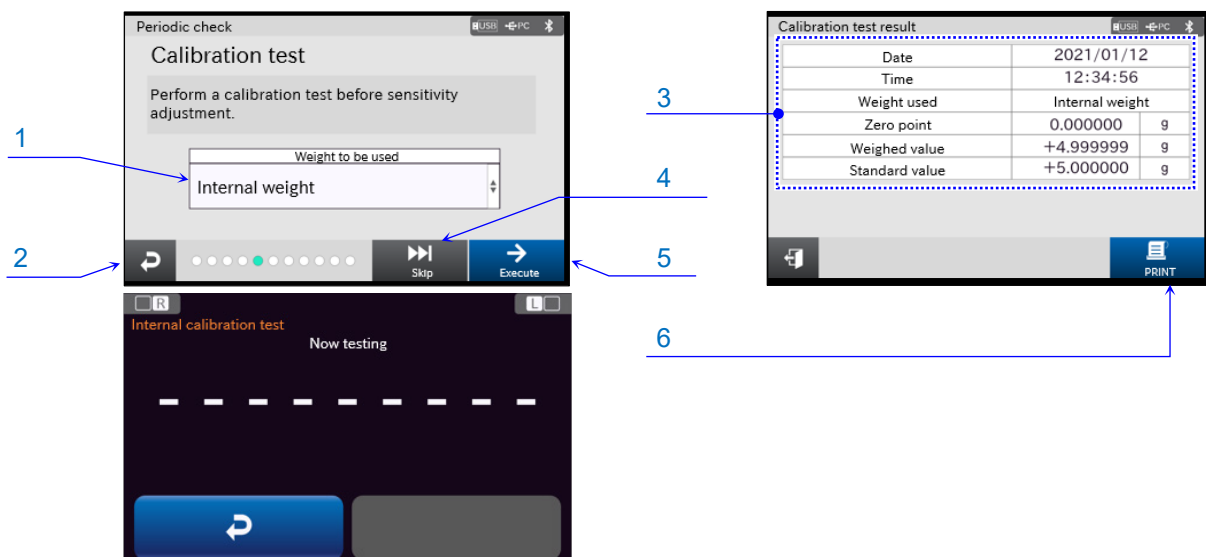 Periodic check
USB PC
Calibration test
Perform a calibration test before sensitivity
adjustment.
1
Weight to be used
Internal weight
2
Skip
Execute
4
5
R
L
Internal calibration test
Now testing
Calibration test result
USB PC
3
Date 2021/01/12
Time 12:34:56
Weight used Internal weight
Zero point 0.000000 g
Weighed value +4.999999 g
Standard value +5.000000 g
PRINT
6